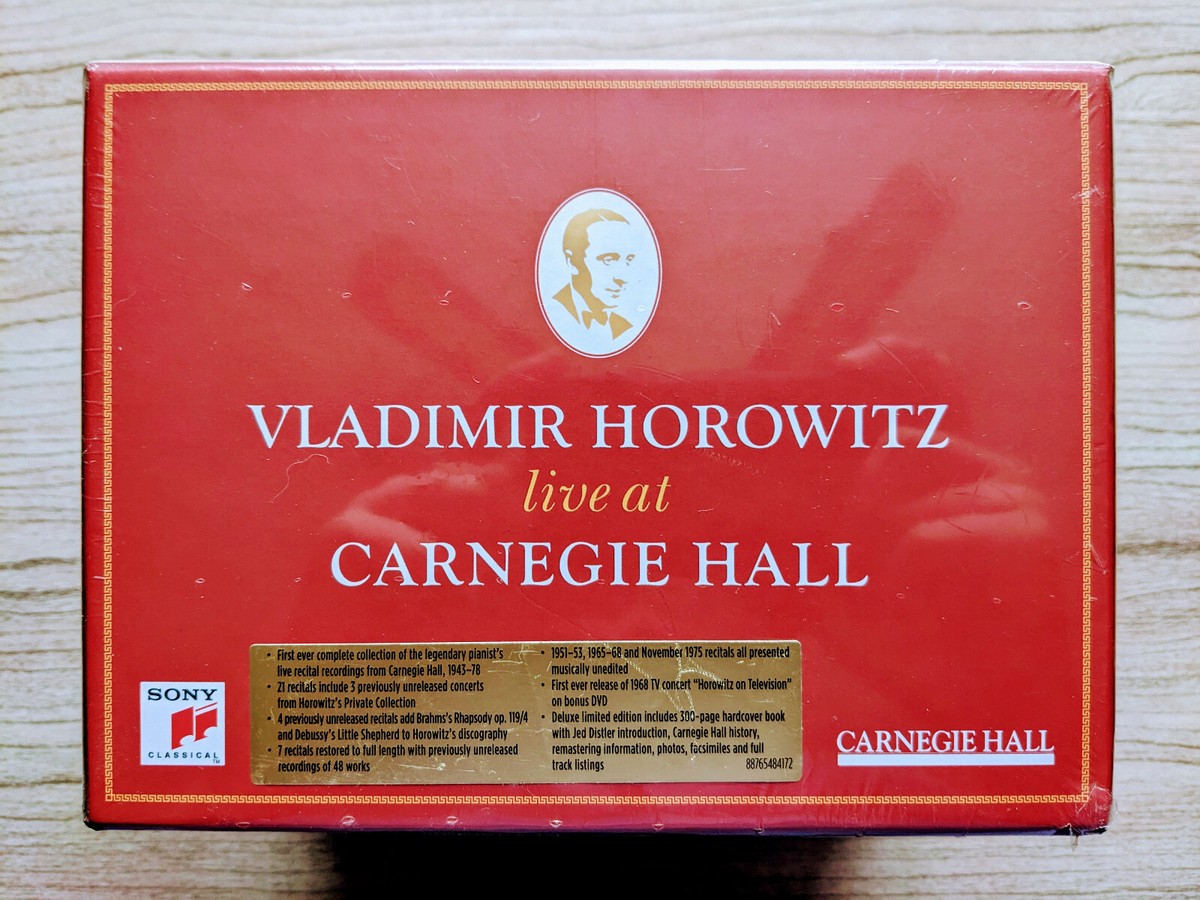 VLADIMIR HOROWITZ
live at
CARNEGIE HALL
• First ever complete collection of the legendary pianist's
live recital recordings from Carnegie Hall, 1943–78
• 21 recitals include 3 previously unreleased concerts
from Horowitz's Private Collection
• 4 previously unreleased recitals add Brahms's Rhapsody op. 119/4
and Debussy's Little Shepherd to Horowitz's discography
• 7 recitals restored to full length with previously unreleased
recordings of 48 works
• 1951–53, 1965–68 and November 1975 recitals all presented
musically unedited
• First ever release of 1968 TV concert "Horowitz on Television"
on bonus DVD
• Deluxe limited edition includes 300-page hardcover book
with Jed Distler introduction, Carnegie Hall history,
remastering information, photos, facsimiles and full
track listings
88765484172
SONY
CLASSICAL
TM
CARNEGIE HALL